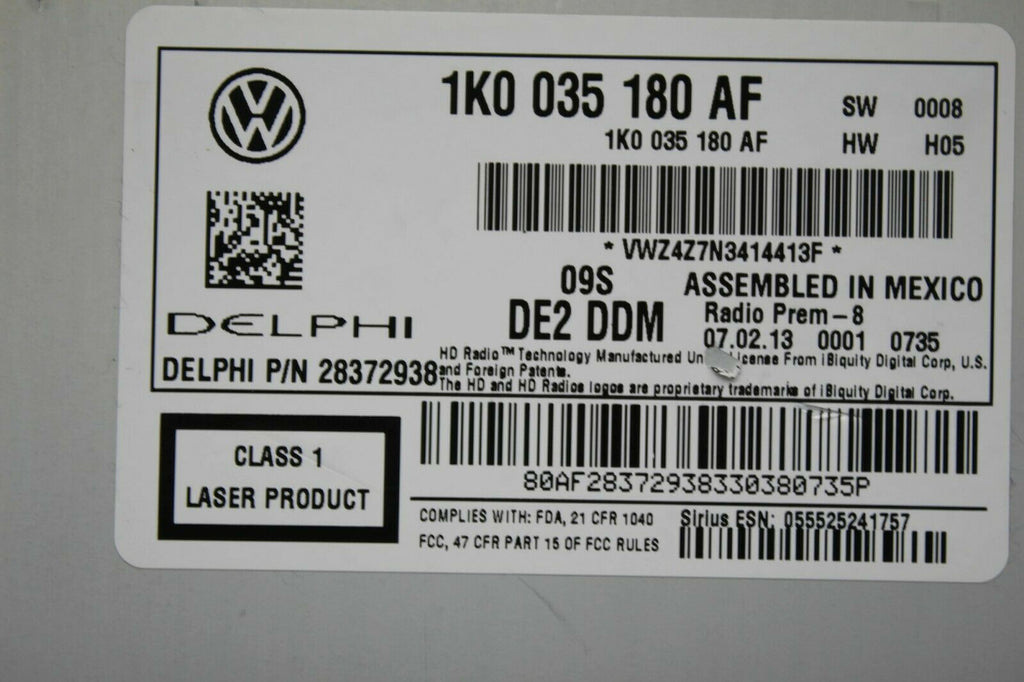 1K0 035 180 AF SW 0008
1K0 035 180 AF HW H05
* VWZ4Z7N3414413F *
09S ASSEMBLED IN MEXICO
DE2 DDM Radio Prem-8
07.02.13 0001 0735
DELPHI
DELPHI P/N 28372938
HD Radio™ Technology Manufactured License From iBiquity Digital Corp, U.S.
and Foreign Patents.
The HD and HD Radios logos are proprietary trademarks of iBiquity Digital Corp.
CLASS 1
LASER PRODUCT
80AF28372938330380735P
COMPLIES WITH: FDA, 21 CFR 1040
FCC, 47 CFR PART 15 OF FCC RULES
Sirius ESN: 055525241757